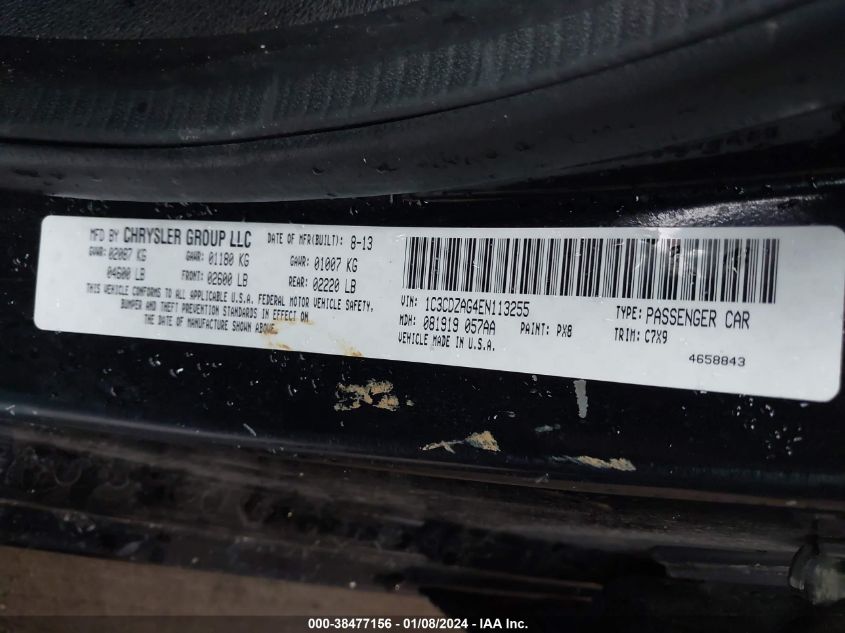 MFD BY CHRYSLER GROUP LLC DATE OF MFR(BUILT): 8-13
GVWR: 02087 KG GAWR: 01180 KG GAWR: 01007 KG
04600 LB FRONT: 02600 LB REAR: 02220 LB
THIS VEHICLE CONFORMS TO ALL APPLICABLE U.S.A. FEDERAL MOTOR VEHICLE SAFETY,
BUMPER AND THEFT PREVENTION STANDARDS IN EFFECT ON
THE DATE OF MANUFACTURE SHOWN ABOVE.
VIN: 1C3CDZAG4EN113255 TYPE: PASSENGER CAR
MDH: 081919 057AA PAINT: PX8 TRIM: C7X9
VEHICLE MADE IN U.S.A.
4658843
000-38477156 - 01/08/2024 - IAA Inc.